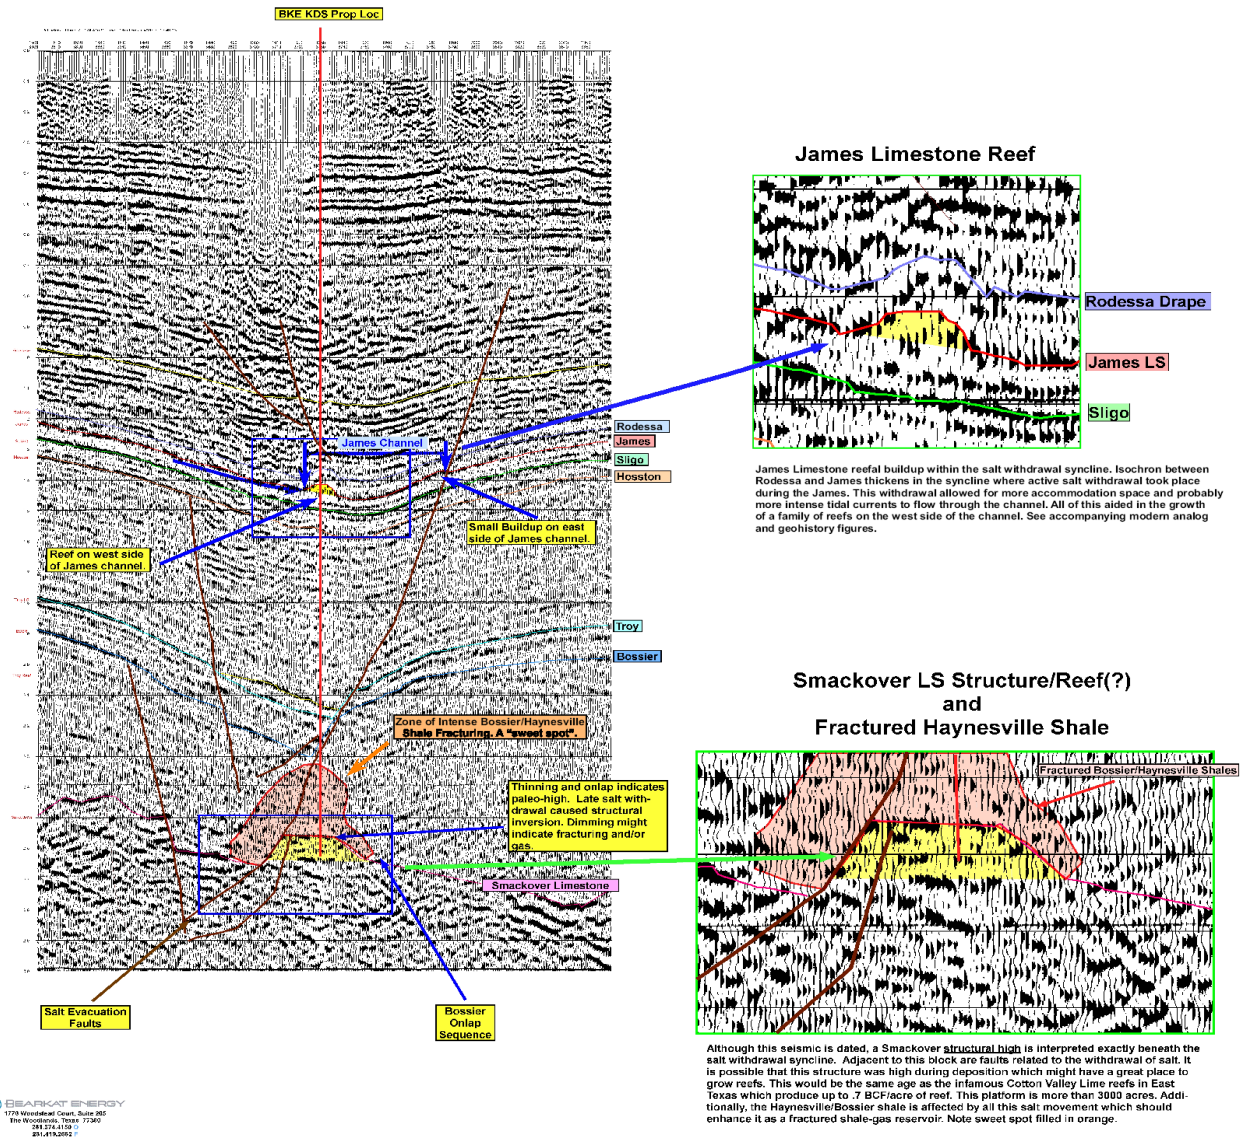 BKE KDS Prop Loc
James Limestone Reef
Rodessa Drape
James LS
Sligo
James Channel
Rodessa
James
Sligo
Hosston
Small Buildup on east
side of James channel.
Reef on west side
of James channel.
James Limestone reefal buildup within the salt withdrawal syncline. Isochron between
Rodessa and James thickens in the syncline where active salt withdrawal took place
during the James. This withdrawal allowed for more accommodation space and probably
more intense tidal currents to flow through the channel. All of this aided in the growth
of a family of reefs on the west side of the channel. See accompanying modern analog
and geohistory figures.
Troy
Bossier
Zone of Intense Bossier/Haynesville
Shale Fracturing. A "sweet spot".
Thinning and onlap indicates
paleo-high. Late salt with-
drawal caused structural
inversion. Dimming might
indicate fracturing and/or
gas.
Smackover Limestone
Salt Evacuation
Faults
Bossier
Onlap
Sequence
Smackover LS Structure/Reef(?)
and
Fractured Haynesville Shale
Fractured Bossier/Haynesville Shales
Although this seismic is dated, a Smackover structural high is interpreted exactly beneath the
salt withdrawal syncline. Adjacent to this block are faults related to the withdrawal of salt. It
is possible that this structure was high during deposition which might have a great place to
grow reefs. This would be the same age as the infamous Cotton Valley Lime reefs in East
Texas which produce up to .7 BCF/acre of reef. This platform is more than 3000 acres. Addi-
tionally, the Haynesville/Bossier shale is affected by all this salt movement which should
enhance it as a fractured shale-gas reservoir. Note sweet spot filled in orange.
BEARKAT ENERGY
1770 Woodstead Court, Suite 205
The Woodlands, Texas 77380